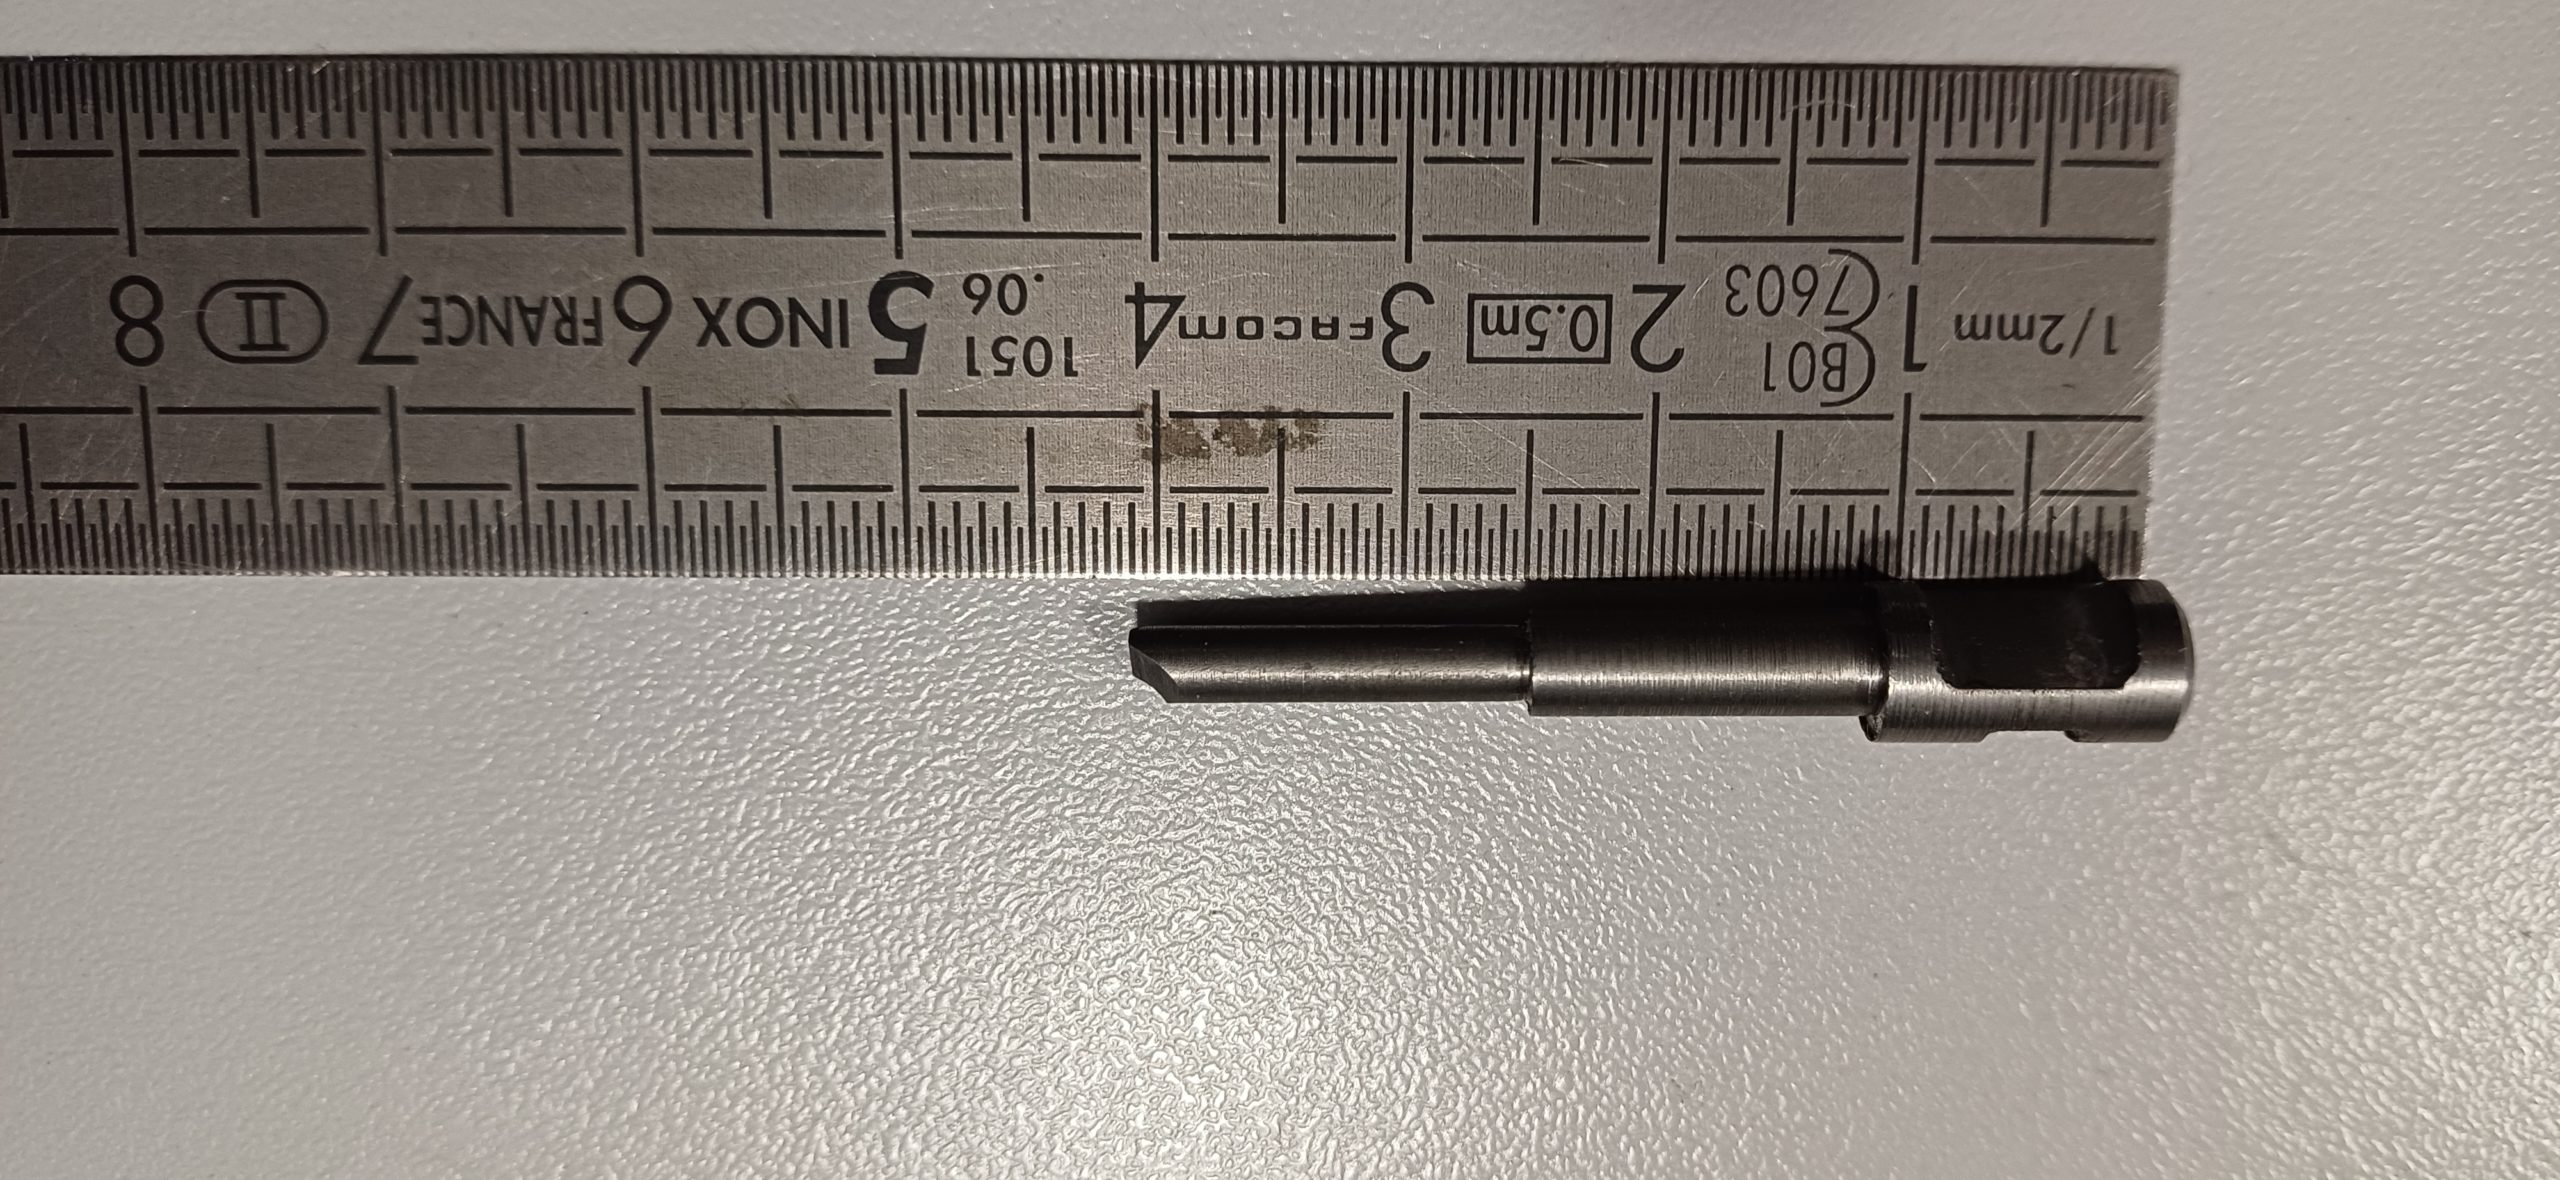 1/2mm 1 (B01 2 0.5m 3 FACOM 4 1051 5 INOX 6 FRANCE 7 II 8
(7603 .06